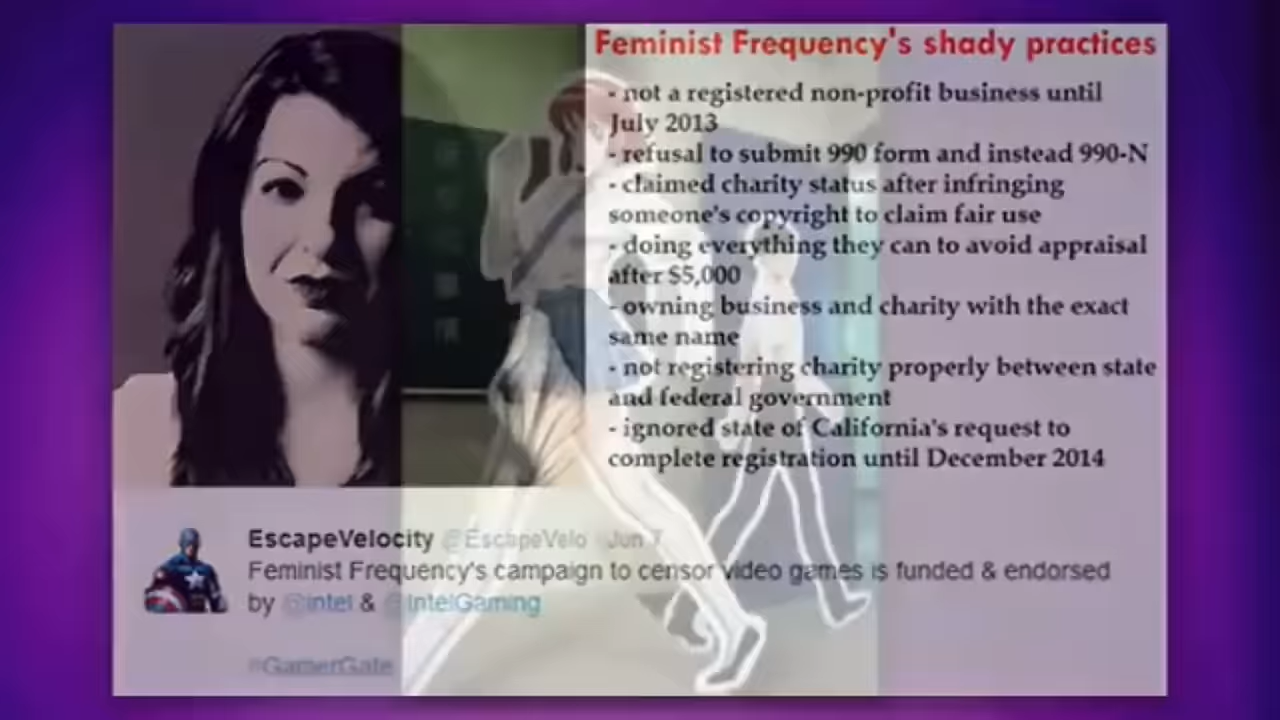 Feminist Frequency's shady practices
- not a registered non-profit business until
July 2013
- refusal to submit 990 form and instead 990-N
- claimed charity status after infringing
someone's copyright to claim fair use
- doing everything they can to avoid appraisal
after $5,000
- owning business and charity with the exact
same name
- not registering charity properly between state
and federal government
- ignored state of California's request to
complete registration until December 2014
EscapeVelocity @EscapeVelo Jun 7
Feminist Frequency's campaign to censor video games is funded & endorsed
by @intel & @IntelGaming
#GamerGate